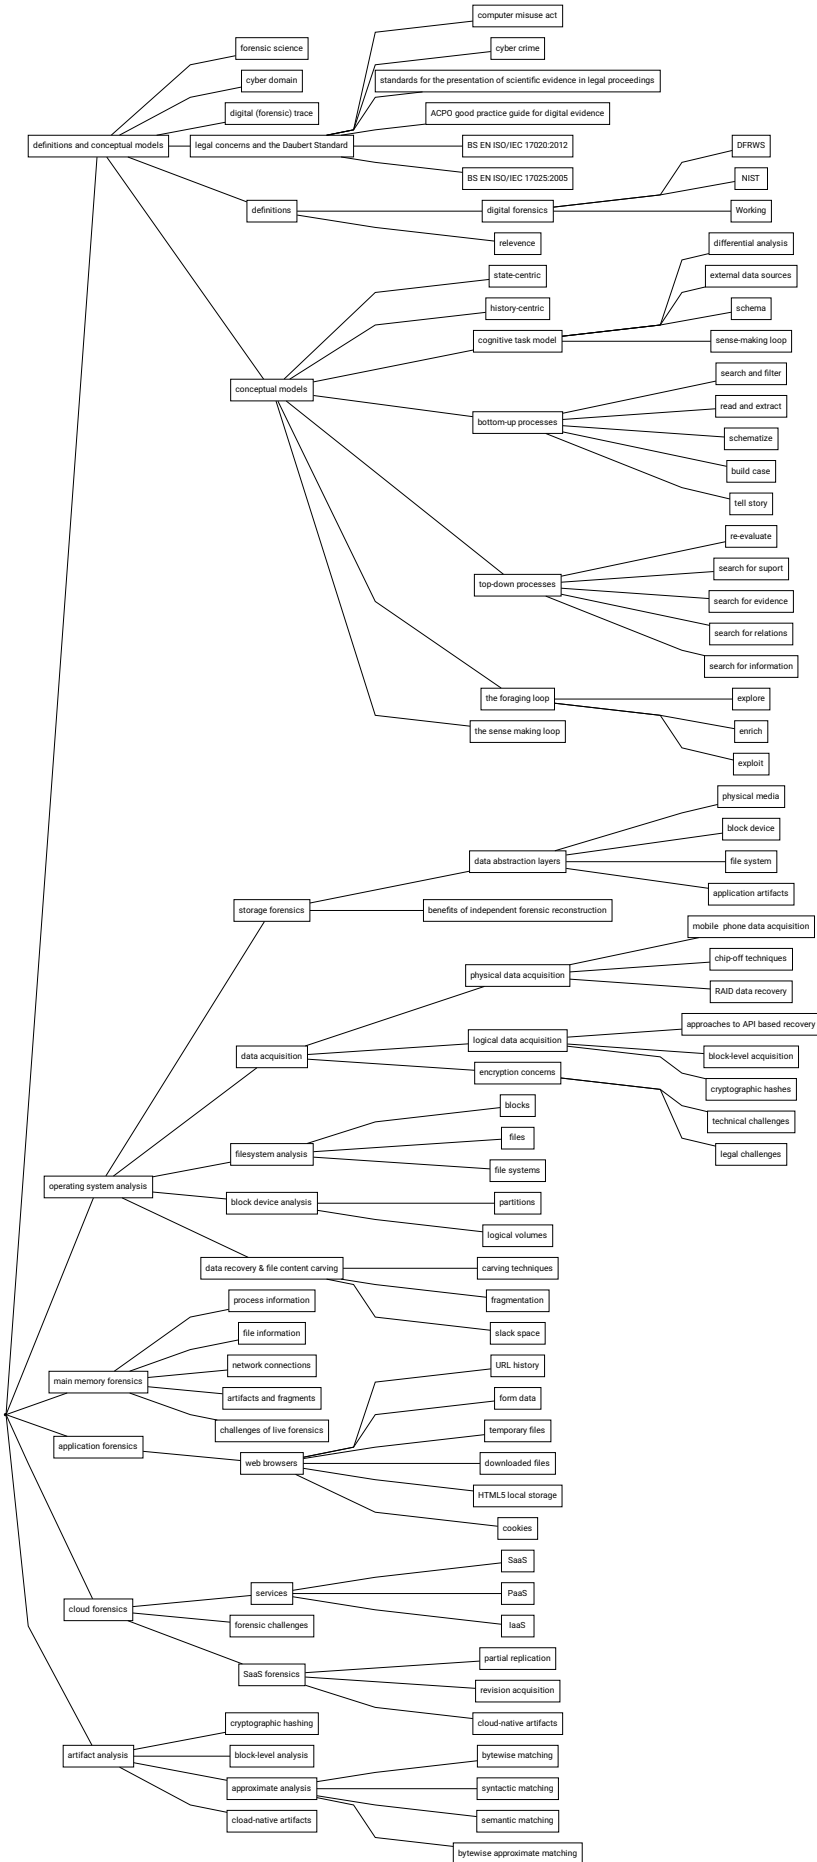 computer misuse act
forensic science
cyber crime
cyber domain
standards for the presentation of scientific evidence in legal proceedings
digital (forensic) trace
ACPO good practice guide for digital evidence
definitions and conceptual models
legal concerns and the Daubert Standard
BS EN ISO/IEC 17020:2012
DFRWS
BS EN ISO/IEC 17025:2005
NIST
definitions
digital forensics
Working
relevence
differential analysis
state-centric
external data sources
history-centric
schema
cognitive task model
sense-making loop
search and filter
conceptual models
read and extract
bottom-up processes
schematize
build case
tell story
re-evaluate
search for suport
top-down processes
search for evidence
search for relations
search for information
the foraging loop
explore
the sense making loop
enrich
exploit
physical media
block device
data abstraction layers
file system
application artifacts
storage forensics
benefits of independent forensic reconstruction
mobile phone data acquisition
chip-off techniques
physical data acquisition
RAID data recovery
approaches to API based recovery
logical data acquisition
data acquisition
block-level acquisition
encryption concerns
cryptographic hashes
blocks
technical challenges
files
filesystem analysis
legal challenges
file systems
operating system analysis
block device analysis
partitions
logical volumes
data recovery & file content carving
carving techniques
process information
fragmentation
file information
slack space
network connections
URL history
main memory forensics
artifacts and fragments
form data
challenges of live forensics
temporary files
application forensics
web browsers
downloaded files
HTML5 local storage
cookies
SaaS
services
PaaS
cloud forensics
forensic challenges
IaaS
partial replication
SaaS forensics
revision acquisition
cryptographic hashing
cloud-native artifacts
artifact analysis
block-level analysis
bytewise matching
approximate analysis
syntactic matching
cload-native artifacts
semantic matching
bytewise approximate matching